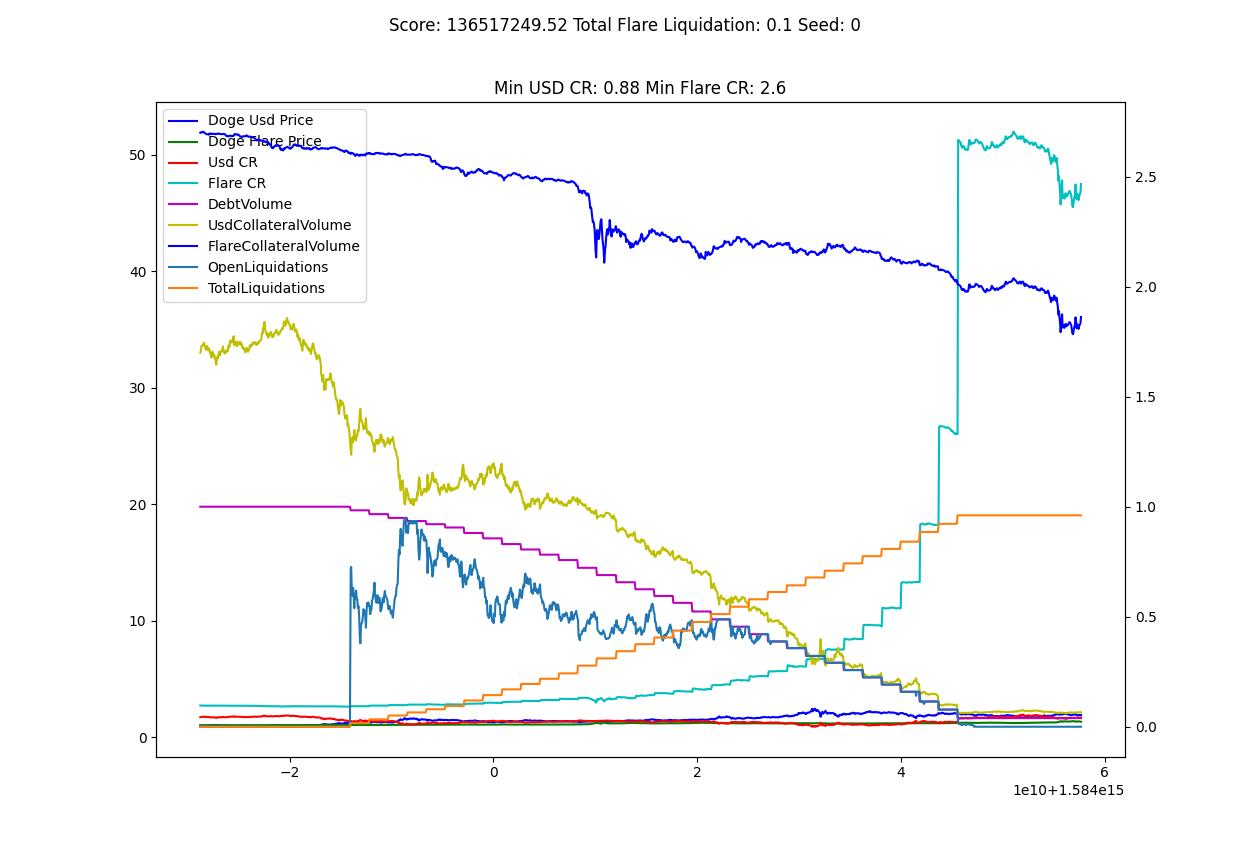 Score: 136517249.52 Total Flare Liquidation: 0.1 Seed: 0
Min USD CR: 0.88 Min Flare CR: 2.6
Doge Usd Price
Doge Flare Price
Usd CR
Flare CR
DebtVolume
UsdCollateralVolume
FlareCollateralVolume
OpenLiquidations
TotalLiquidations
50
40
30
20
10
0
2.5
2.0
1.5
1.0
0.5
0.0
−2 0 2 4 6
1e10+1.584e15